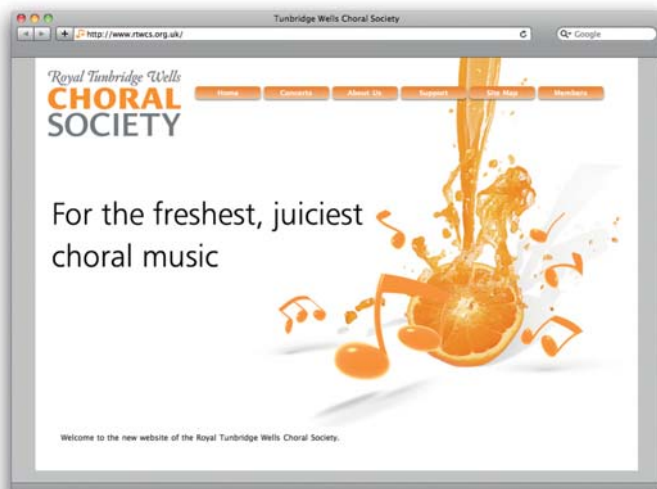 Tunbridge Wells Choral Society
http://www.rtwcs.org.uk/
Google
Royal Tunbridge Wells
CHORAL
SOCIETY
Home Concerts About Us Support Site Map Members
For the freshest, juiciest
choral music
Welcome to the new website of the Royal Tunbridge Wells Choral Society.